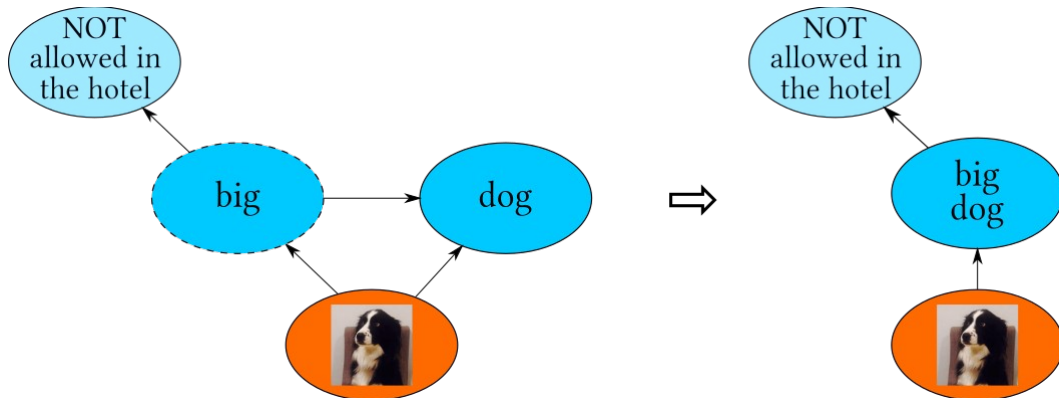 NOT
allowed in
the hotel
big
dog
NOT
allowed in
the hotel
big
dog